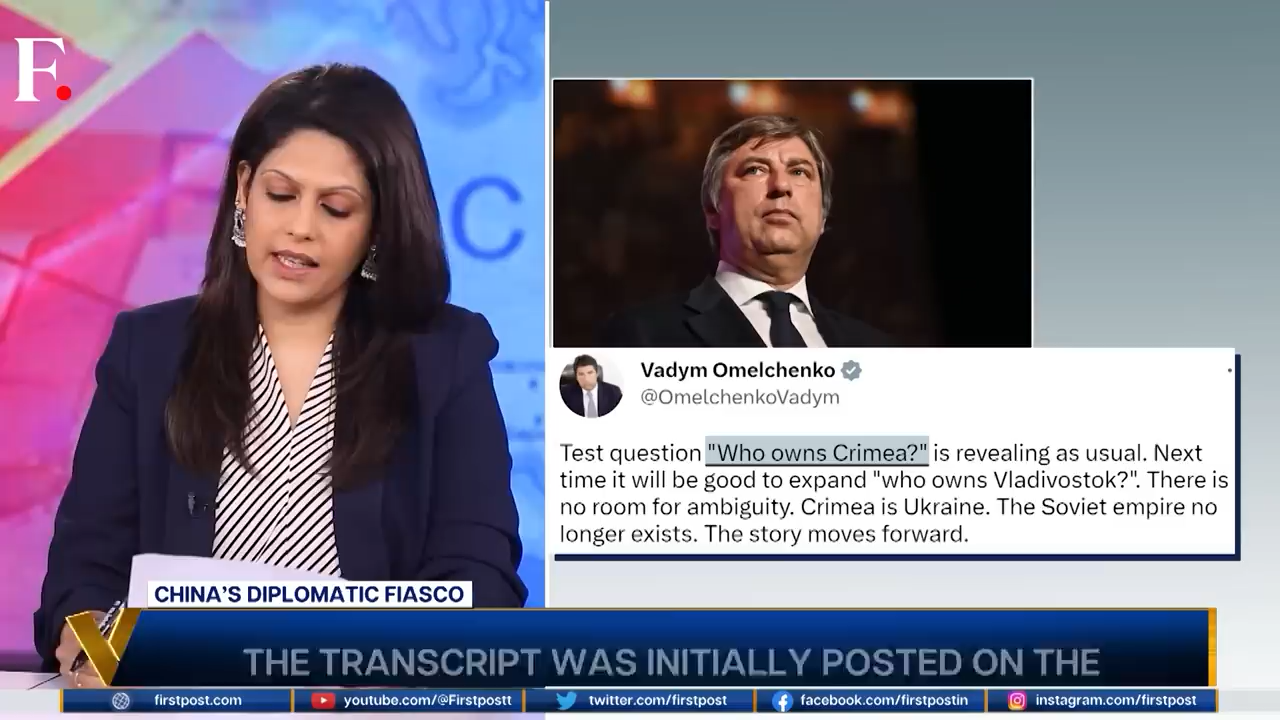 F.
C
Vadym Omelchenko
@OmelchenkoVadym
Test question "Who owns Crimea?" is revealing as usual. Next
time it will be good to expand "who owns Vladivostok?". There is
no room for ambiguity. Crimea is Ukraine. The Soviet empire no
longer exists. The story moves forward.
CHINA'S DIPLOMATIC FIASCO
V
THE TRANSCRIPT WAS INITIALLY POSTED ON THE
firstpost.com
youtube.com/@Firstpostt
twitter.com/firstpost
facebook.com/firstpostin
instagram.com/firstpost